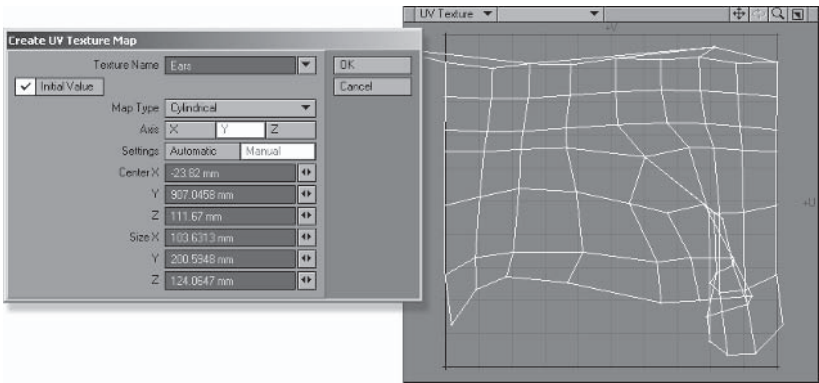 Create UV Texture Map
Texture Name Ears
Initial Value
Map Type Cylindrical
Axis X Y Z
Settings Automatic Manual
Center X -23.82 mm
Y 907.0458 mm
Z 111.67 mm
Size X 103.6313 mm
Y 200.5948 mm
Z 124.0647 mm
OK
Cancel
UV Texture
+V
+U